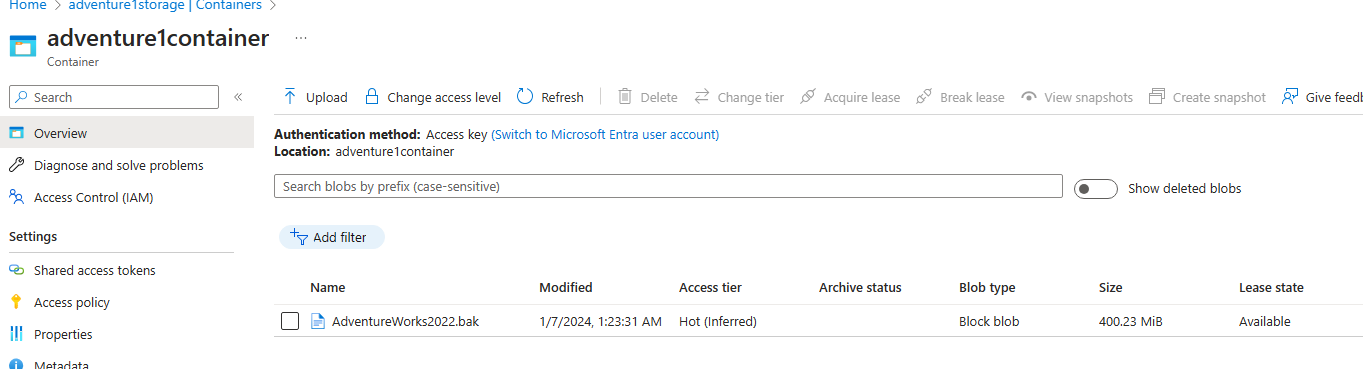 Home > adventure1storage | Containers >
adventure1container ...
Container
Search «
Upload Change access level Refresh Delete Change tier Acquire lease Break lease View snapshots Create snapshot Give feedb
Overview
Diagnose and solve problems
Access Control (IAM)
Settings
Shared access tokens
Access policy
Properties
Metadata
Authentication method: Access key (Switch to Microsoft Entra user account)
Location: adventure1container
Search blobs by prefix (case-sensitive) Show deleted blobs
Add filter
Name Modified Access tier Archive status Blob type Size Lease state
AdventureWorks2022.bak 1/7/2024, 1:23:31 AM Hot (Inferred) Block blob 400.23 MiB Available